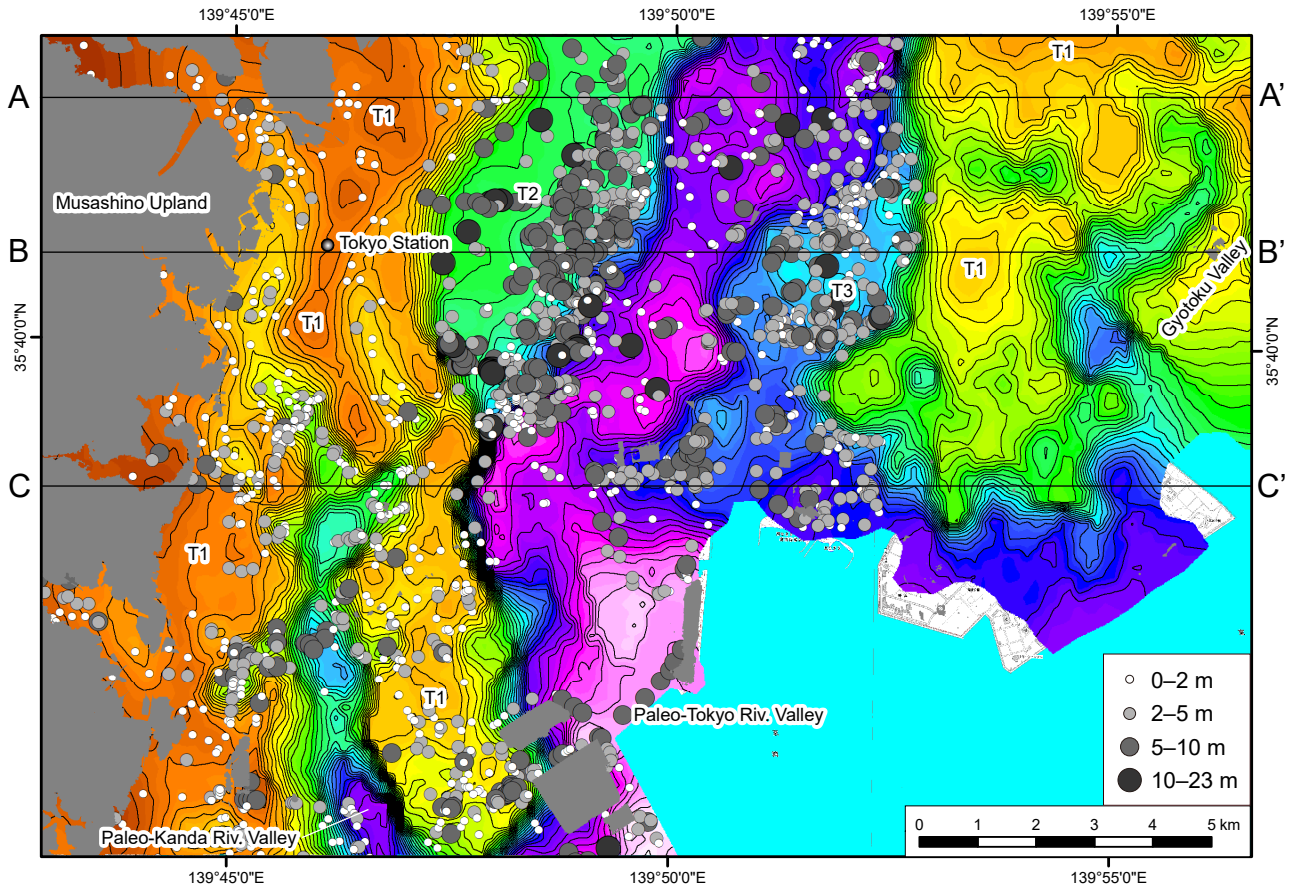 139°45'0"E 139°50'0"E 139°55'0"E
T1
A A'
T1
Musashino Upland
T2
Tokyo Station
B B'
T1
Gyotoku Valley
T3
T1
35°40'0"N 35°40'0"N
C C'
T1
0–2 m
T1
2–5 m
Paleo-Tokyo Riv. Valley
5–10 m
10–23 m
Paleo-Kanda Riv. Valley
0 1 2 3 4 5 km
139°45'0"E 139°50'0"E 139°55'0"E